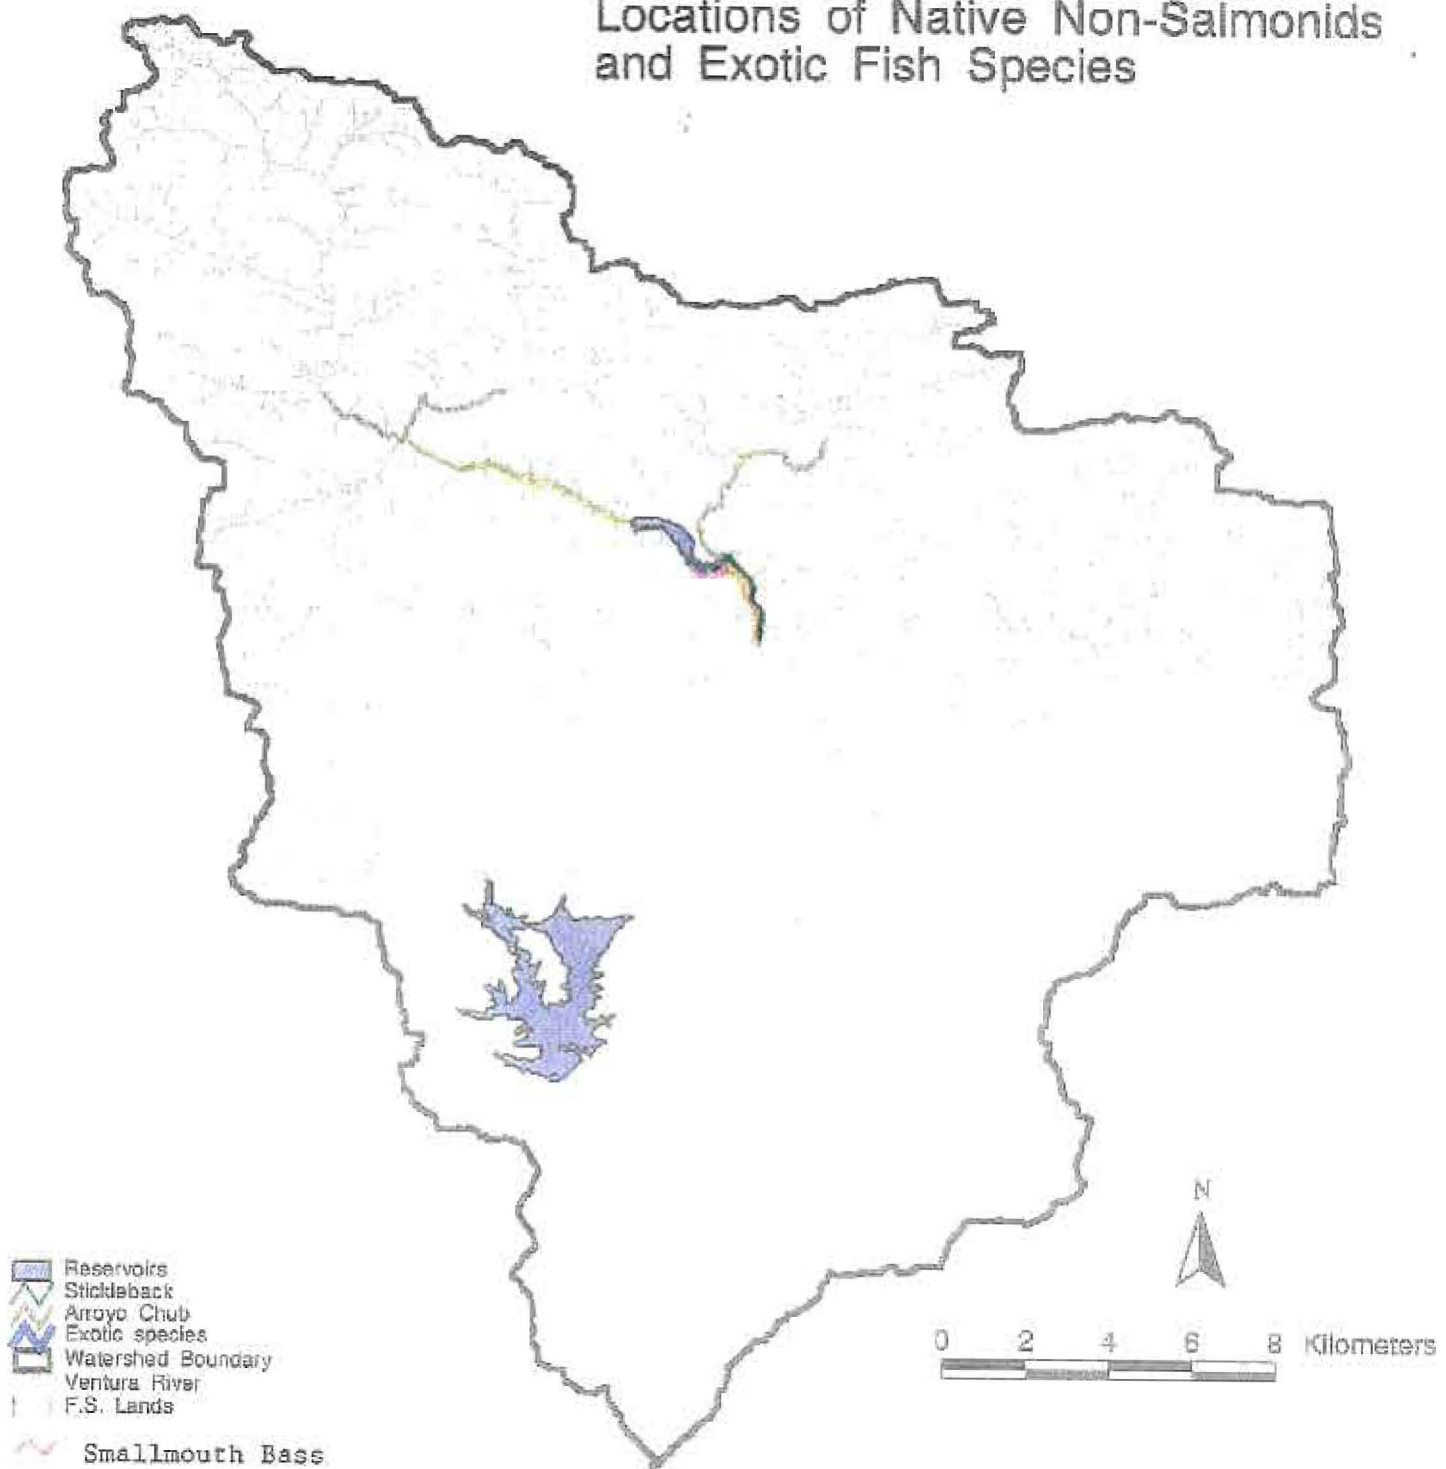 Locations of Native Non-Salmonids
and Exotic Fish Species
Reservoirs
Stickleback
Arroyo Chub
Exotic species
Watershed Boundary
Ventura River
F.S. Lands
Smallmouth Bass
N
0 2 4 6 8 Kilometers